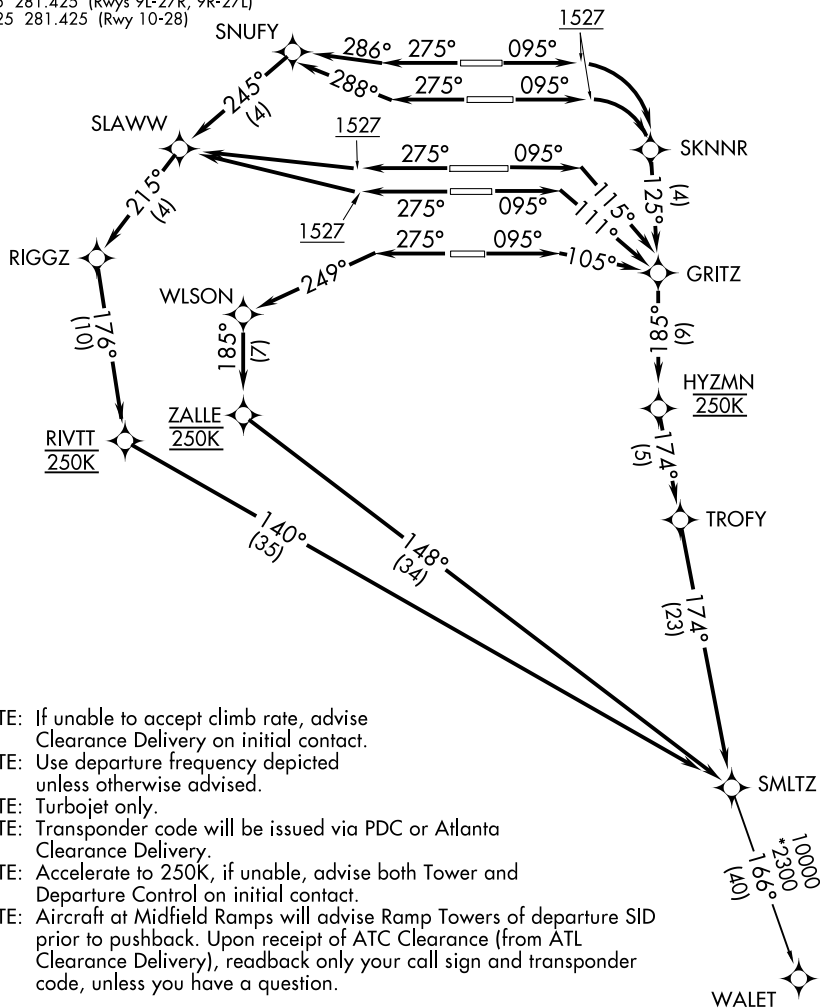 281.425 (Rwys 9L-27R, 9R-27L)
25 281.425 (Rwy 10-28)
SNUFY
1527
286°
275°
095°
288°
275°
095°
245°
(4)
SLAWW
1527
275°
095°
SKNNR
(4)
125°
215°
(4)
115°
275°
095°
111°
1527
RIGGZ
275°
095°
105°
GRITZ
249°
WLSON
176°
(10)
185°
(7)
185°
(6)
HYZMN
250K
ZALLE
250K
RIVTT
250K
174°
(5)
TROFY
140°
(35)
148°
(34)
174°
(23)
TE: If unable to accept climb rate, advise
Clearance Delivery on initial contact.
TE: Use departure frequency depicted
unless otherwise advised.
TE: Turbojet only.
TE: Transponder code will be issued via PDC or Atlanta
Clearance Delivery.
TE: Accelerate to 250K, if unable, advise both Tower and
Departure Control on initial contact.
TE: Aircraft at Midfield Ramps will advise Ramp Towers of departure SID
prior to pushback. Upon receipt of ATC Clearance (from ATL
Clearance Delivery), readback only your call sign and transponder
code, unless you have a question.
SMLTZ
10000
*2300
166°
(40)
WALET